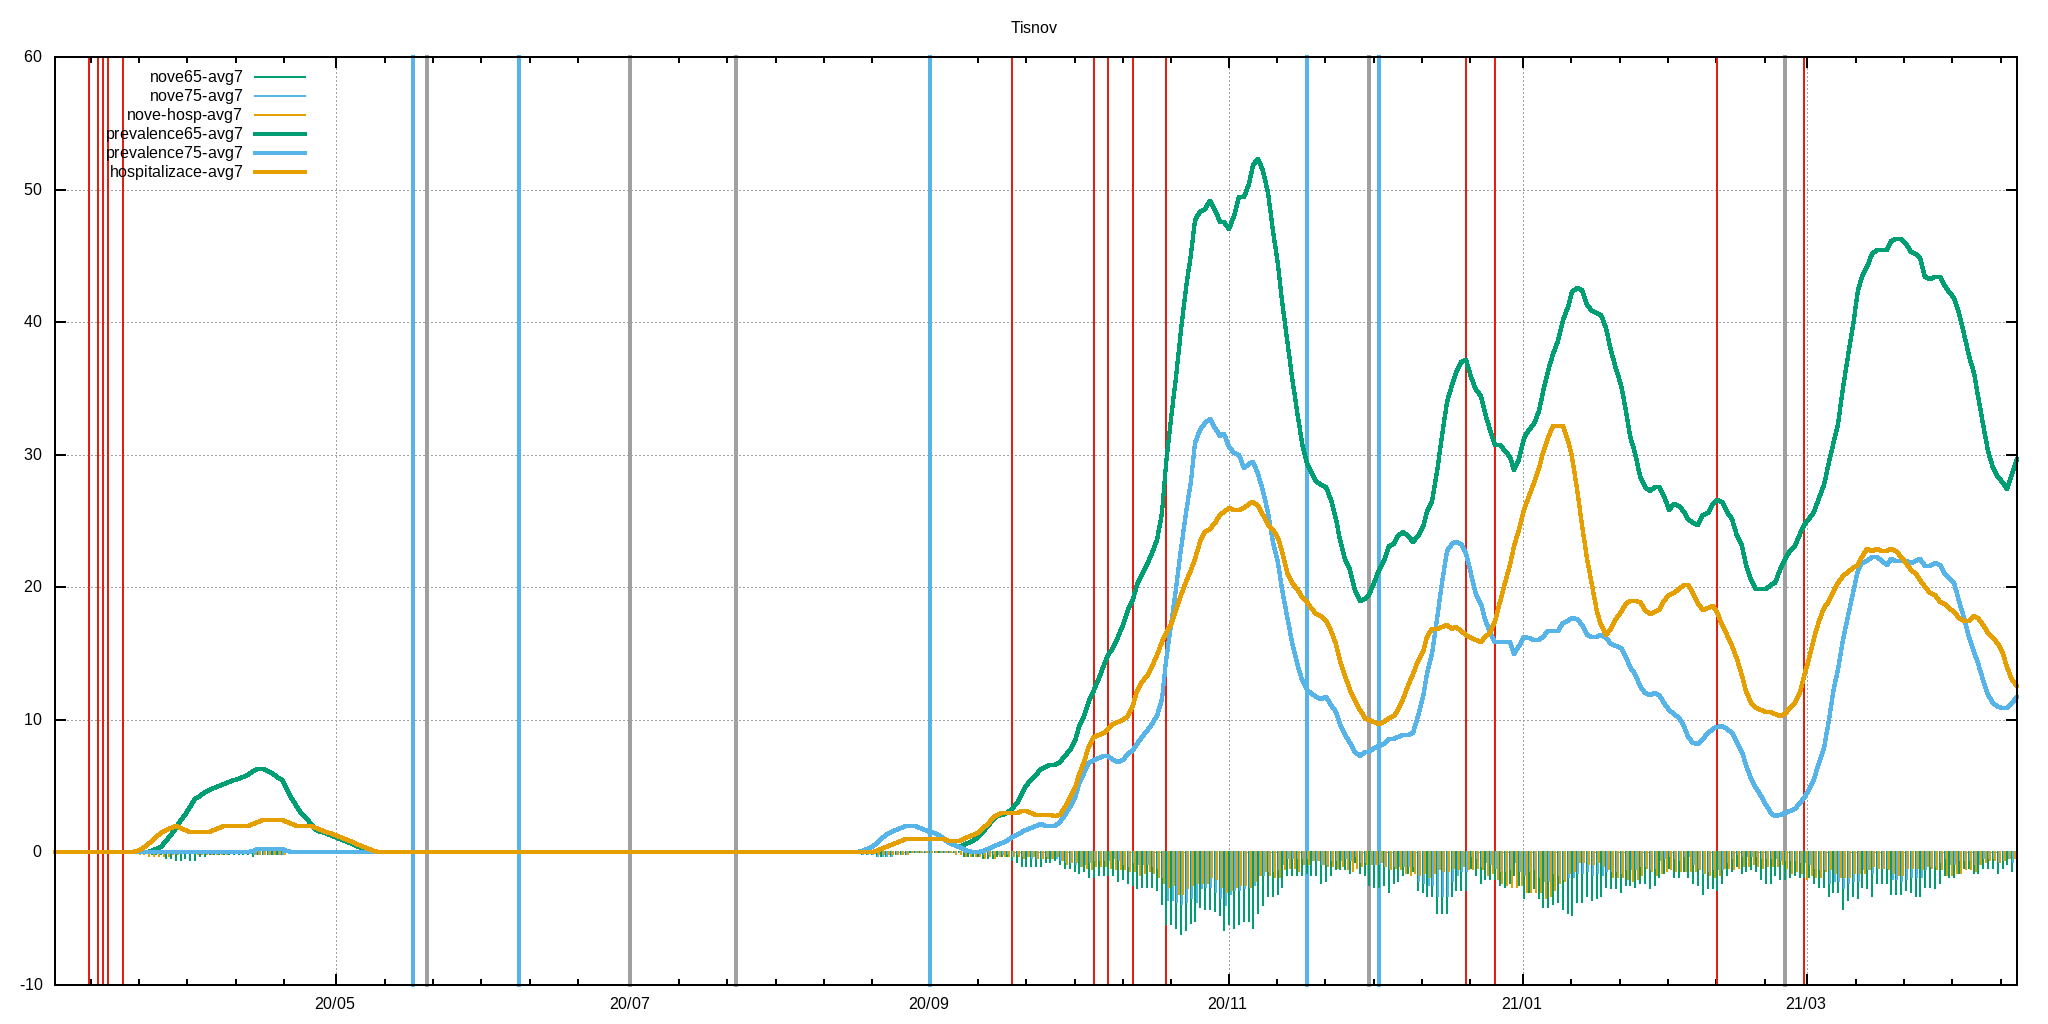 Tisnov
60
50
40
30
20
10
0
-10
nove65-avg7
nove75-avg7
nove-hosp-avg7
prevalence65-avg7
prevalence75-avg7
hospitalizace-avg7
20/05 20/07 20/09 20/11 21/01 21/03